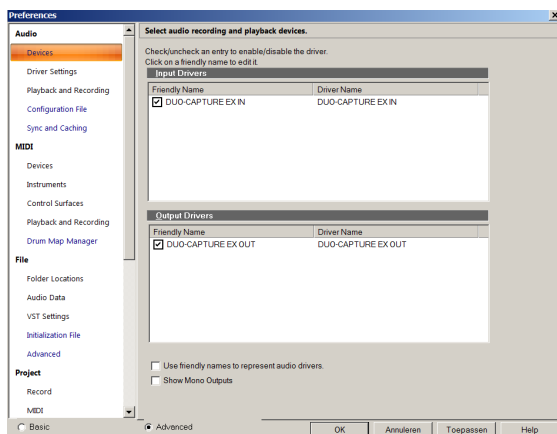 Preferences
Audio
Devices
Driver Settings
Playback and Recording
Configuration File
Sync and Caching
MIDI
Devices
Instruments
Control Surfaces
Playback and Recording
Drum Map Manager
File
Folder Locations
Audio Data
VST Settings
Initialization File
Advanced
Project
Record
MIDI
Basic
Advanced
Select audio recording and playback devices.
Check/uncheck an entry to enable/disable the driver.
Click on a friendly name to edit it.
Input Drivers
Friendly Name Driver Name
DUO-CAPTURE EX IN DUO-CAPTURE EX IN
Output Drivers
Friendly Name Driver Name
DUO-CAPTURE EX OUT DUO-CAPTURE EX OUT
Use friendly names to represent audio drivers.
Show Mono Outputs
OK Annuleren Toepassen Help